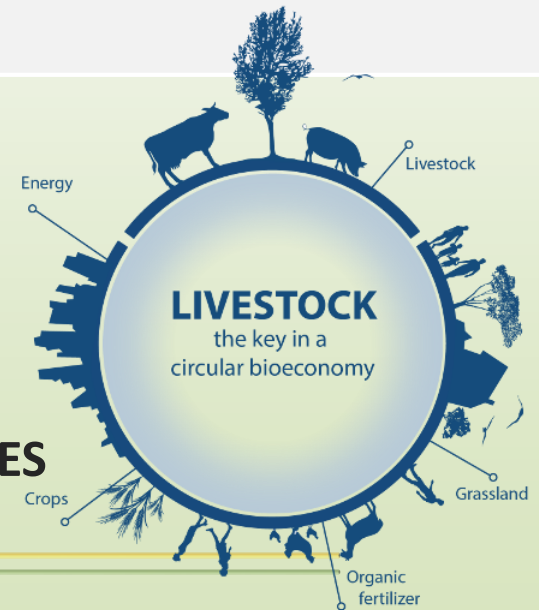 Livestock
Energy
LIVESTOCK
the key in a
circular bioeconomy
ES
Crops
Grassland
Organic
fertilizer